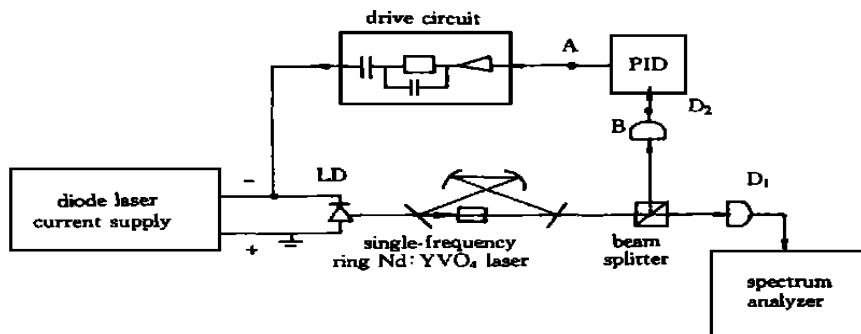 drive circuit
A
PID
D₂
B
−
LD
D₁
diode laser
current supply
+
single-frequency
ring Nd:YVO₄ laser
beam
splitter
spectrum
analyzer